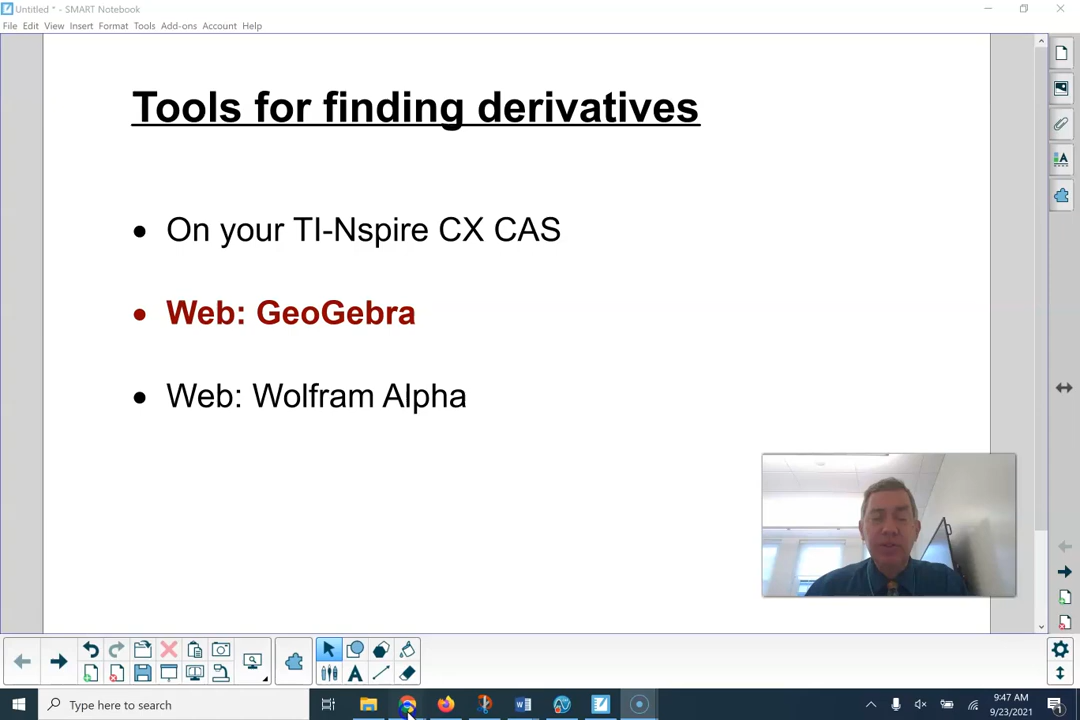 Untitled * - SMART Notebook
File Edit View Insert Format Tools Add-ons Account Help
Tools for finding derivatives
• On your TI-Nspire CX CAS
• Web: GeoGebra
• Web: Wolfram Alpha
Type here to search
9:47 AM
9/23/2021